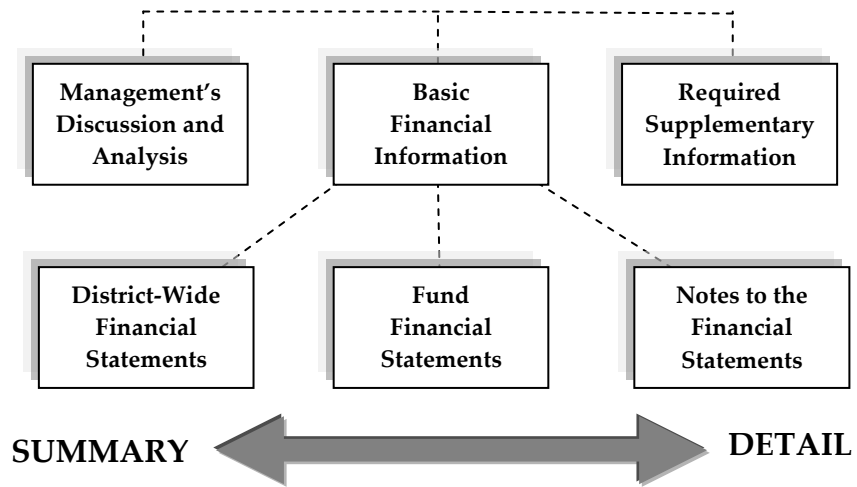 Management’s
Discussion and
Analysis
Basic
Financial
Information
Required
Supplementary
Information
District-Wide
Financial
Statements
Fund
Financial
Statements
Notes to the
Financial
Statements
SUMMARY
DETAIL